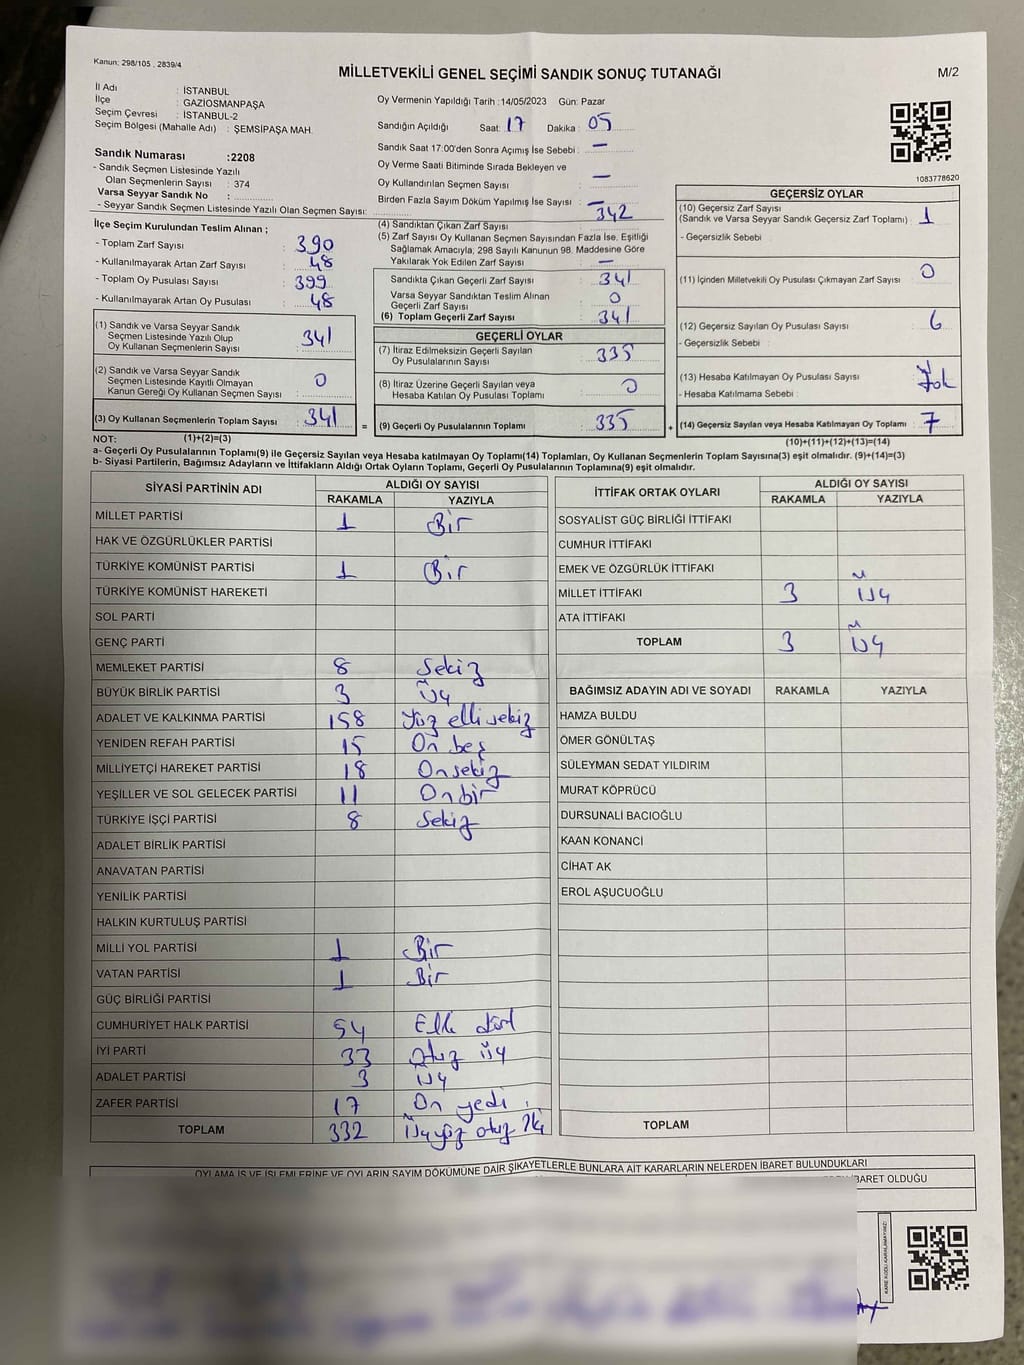 Kanun: 298/105 , 2839/4
MİLLETVEKİLİ GENEL SEÇİMİ SANDIK SONUÇ TUTANAĞI
M/2
İl Adı : İSTANBUL
İlçe : GAZİOSMANPAŞA
Seçim Çevresi : İSTANBUL-2
Seçim Bölgesi (Mahalle Adı) : ŞEMSİPAŞA MAH.
Sandık Numarası :2208
- Sandık Seçmen Listesinde Yazılı
Olan Seçmenlerin Sayısı : 374
Varsa Seyyar Sandık No :
- Seyyar Sandık Seçmen Listesinde Yazılı Olan Seçmen Sayısı:
Oy Vermenin Yapıldığı Tarih :14/05/2023 Gün: Pazar
Sandığın Açıldığı Saat: 17 Dakika : 05
Sandık Saat 17:00'den Sonra Açımış İse Sebebi : —
Oy Verme Saati Bitiminde Sırada Bekleyen ve
Oy Kullandırılan Seçmen Sayısı —
Birden Fazla Sayım Döküm Yapılmış İse Sayısı : —
1083778620
İlçe Seçim Kurulundan Teslim Alınan ;
- Toplam Zarf Sayısı : 390
- Kullanılmayarak Artan Zarf Sayısı : 48
- Toplam Oy Pusulası Sayısı : 399
- Kullanılmayarak Artan Oy Pusulası : 48
(1) Sandık ve Varsa Seyyar Sandık
Seçmen Listesinde Yazılı Olup
Oy Kullanan Seçmenlerin Sayısı : 341
(2) Sandık ve Varsa Seyyar Sandık
Seçmen Listesinde Kayıtlı Olmayan
Kanun Gereği Oy Kullanan Seçmen Sayısı : 0
(3) Oy Kullanan Seçmenlerin Toplam Sayısı : 341
(4) Sandıktan Çıkan Zarf Sayısı : 342
(5) Zarf Sayısı Oy Kullanan Seçmen Sayısından Fazla İse, Eşitliği
Sağlamak Amacıyla; 298 Sayılı Kanunun 98. Maddesine Göre
Yakılarak Yok Edilen Zarf Sayısı : —
Sandıkta Çıkan Geçerli Zarf Sayısı : 341
Varsa Seyyar Sandıktan Teslim Alınan
Geçerli Zarf Sayısı : 0
(6) Toplam Geçerli Zarf Sayısı : 341
GEÇERLİ OYLAR
(7) İtiraz Edilmeksizin Geçerli Sayılan
Oy Pusulalarının Sayısı : 335
(8) İtiraz Üzerine Geçerli Sayılan veya
Hesaba Katılan Oy Pusulası Toplamı : 0
= (9) Geçerli Oy Pusulalarının Toplamı : 335
GEÇERSİZ OYLAR
(10) Geçersiz Zarf Sayısı
(Sandık ve Varsa Seyyar Sandık Geçersiz Zarf Toplamı) : 1
- Geçersizlik Sebebi :
(11) İçinden Milletvekili Oy Pusulası Çıkmayan Zarf Sayısı : 0
(12) Geçersiz Sayılan Oy Pusulası Sayısı : 6
- Geçersizlik Sebebi :
(13) Hesaba Katılmayan Oy Pusulası Sayısı : Yok
- Hesaba Katılmama Sebebi :
+ (14) Geçersiz Sayılan veya Hesaba Katılmayan Oy Toplamı : 7
NOT: (1)+(2)=(3) (10)+(11)+(12)+(13)=(14)
a- Geçerli Oy Pusulalarının Toplamı(9) ile Geçersiz Sayılan veya Hesaba katılmayan Oy Toplamı(14) Toplamları, Oy Kullanan Seçmenlerin Toplam Sayısına(3) eşit olmalıdır. (9)+(14)=(3)
b- Siyasi Partilerin, Bağımsız Adayların ve İttifakların Aldığı Ortak Oyların Toplamı, Geçerli Oy Pusulalarının Toplamına(9) eşit olmalıdır.
SİYASİ PARTİNİN ADI ALDIĞI OY SAYISI
RAKAMLA YAZIYLA
MİLLET PARTİSİ 1 Bir
HAK VE ÖZGÜRLÜKLER PARTİSİ
TÜRKİYE KOMÜNİST PARTİSİ 1 Bir
TÜRKİYE KOMÜNİST HAREKETİ
SOL PARTİ
GENÇ PARTİ
MEMLEKET PARTİSİ 8 Sekiz
BÜYÜK BİRLİK PARTİSİ 3 Üç
ADALET VE KALKINMA PARTİSİ 158 Yüz elli sekiz
YENİDEN REFAH PARTİSİ 15 On beş
MİLLİYETÇİ HAREKET PARTİSİ 18 Onsekiz
YEŞİLLER VE SOL GELECEK PARTİSİ 11 Onbir
TÜRKİYE İŞÇİ PARTİSİ 8 Sekiz
ADALET BİRLİK PARTİSİ
ANAVATAN PARTİSİ
YENİLİK PARTİSİ
HALKIN KURTULUŞ PARTİSİ
MİLLİ YOL PARTİSİ 1 Bir
VATAN PARTİSİ 1 Bir
GÜÇ BİRLİĞİ PARTİSİ
CUMHURİYET HALK PARTİSİ 54 Elli dört
İYİ PARTİ 33 Otuz üç
ADALET PARTİSİ 3 Üç
ZAFER PARTİSİ 17 On yedi
TOPLAM 332 Üçyüz otuz iki
İTTİFAK ORTAK OYLARI ALDIĞI OY SAYISI
RAKAMLA YAZIYLA
SOSYALİST GÜÇ BİRLİĞİ İTTİFAKI
CUMHUR İTTİFAKI
EMEK VE ÖZGÜRLÜK İTTİFAKI
MİLLET İTTİFAKI 3 Üç
ATA İTTİFAKI
TOPLAM 3 Üç
BAĞIMSIZ ADAYIN ADI VE SOYADI RAKAMLA YAZIYLA
HAMZA BULDU
ÖMER GÖNÜLTAŞ
SÜLEYMAN SEDAT YILDIRIM
MURAT KÖPRÜCÜ
DURSUNALİ BACIOĞLU
KAAN KONANCİ
CİHAT AK
EROL AŞUCUOĞLU
TOPLAM
OYLAMA İŞ VE İŞLEMLERİNE VE OYLARIN SAYIM DÖKÜMÜNE DAİR ŞİKAYETLERLE BUNLARA AİT KARARLARIN NELERDEN İBARET BULUNDUKLARI
İBARET OLDUĞU